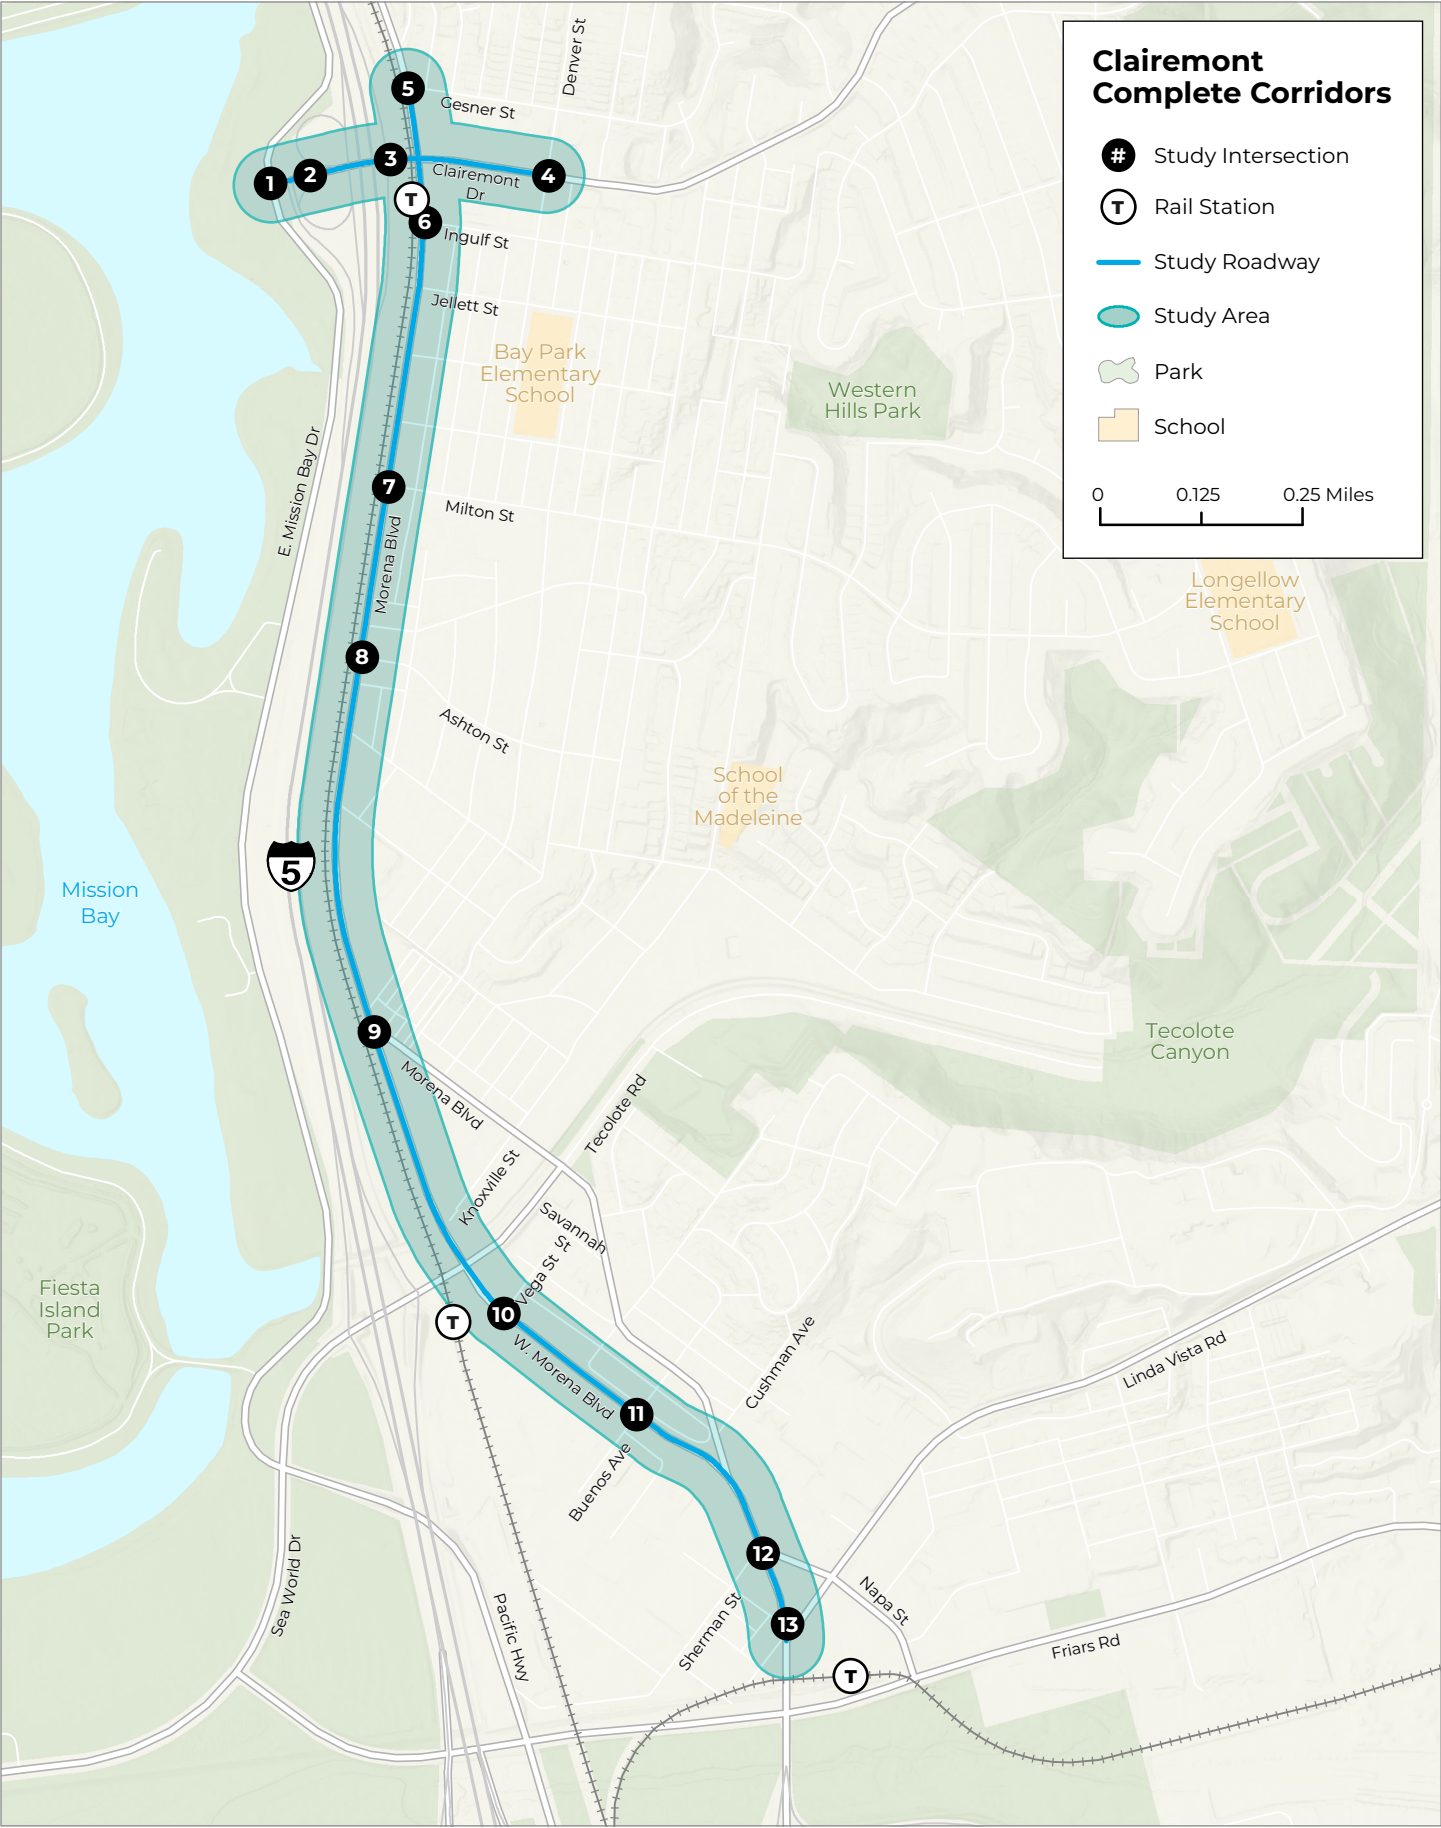 Clairemont
Complete Corridors
# Study Intersection
T Rail Station
Study Roadway
Study Area
Park
School
0 0.125 0.25 Miles
Denver St
5
Gesner St
3
Clairemont
Dr
4
2
1
T
6
Ingulf St
Jellett St
Bay Park
Elementary
School
Western
Hills Park
E. Mission Bay Dr
7
Milton St
Morena Blvd
Longellow
Elementary
School
8
Ashton St
School
of the
Madeleine
5
Mission
Bay
9
Morena Blvd
Tecolote
Canyon
Tecolote Rd
Knoxville St
Savannah
St
Vega St
Fiesta
Island
Park
10
T
W. Morena Blvd
Cushman Ave
Linda Vista Rd
11
Buenos Ave
12
Sea World Dr
Pacific Hwy
Napa St
Sherman St
13
Friars Rd
T